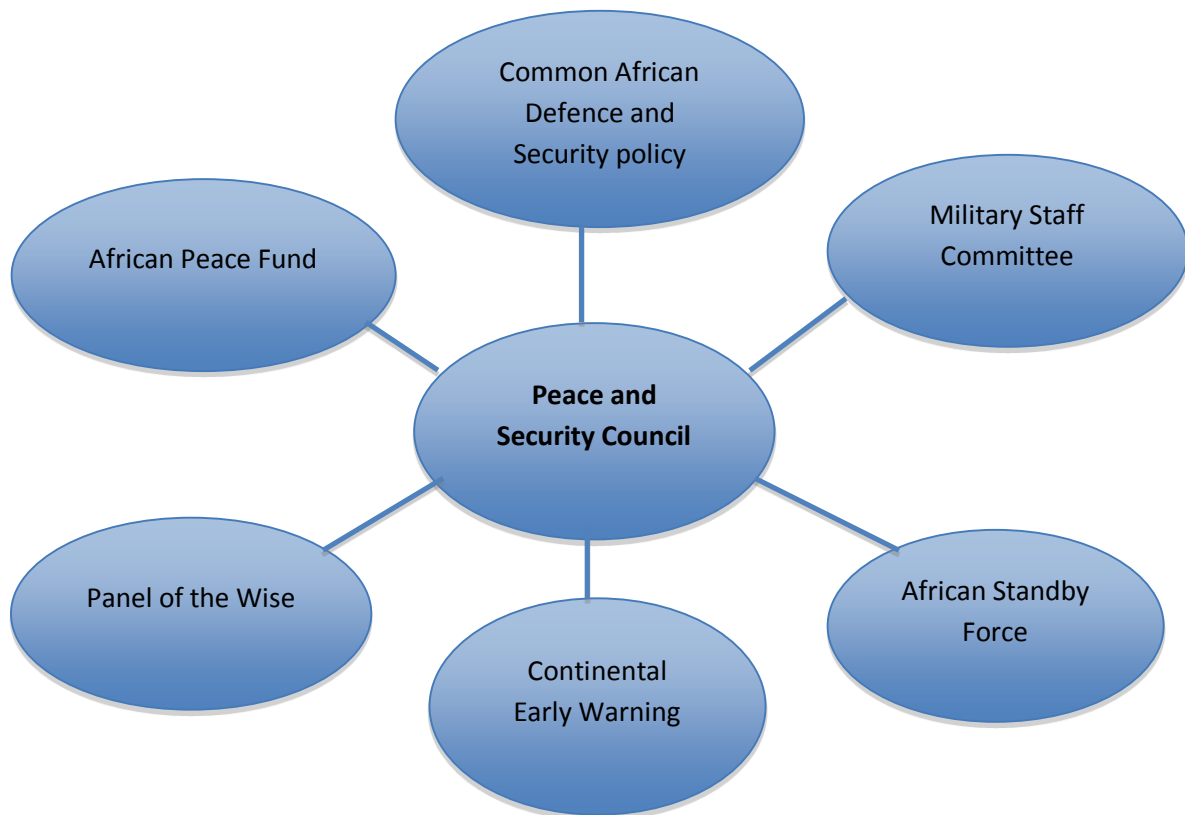 Common African
Defence and
Security policy
Military Staff
Committee
African Peace Fund
Peace and
Security Council
Panel of the Wise
African Standby
Force
Continental
Early Warning